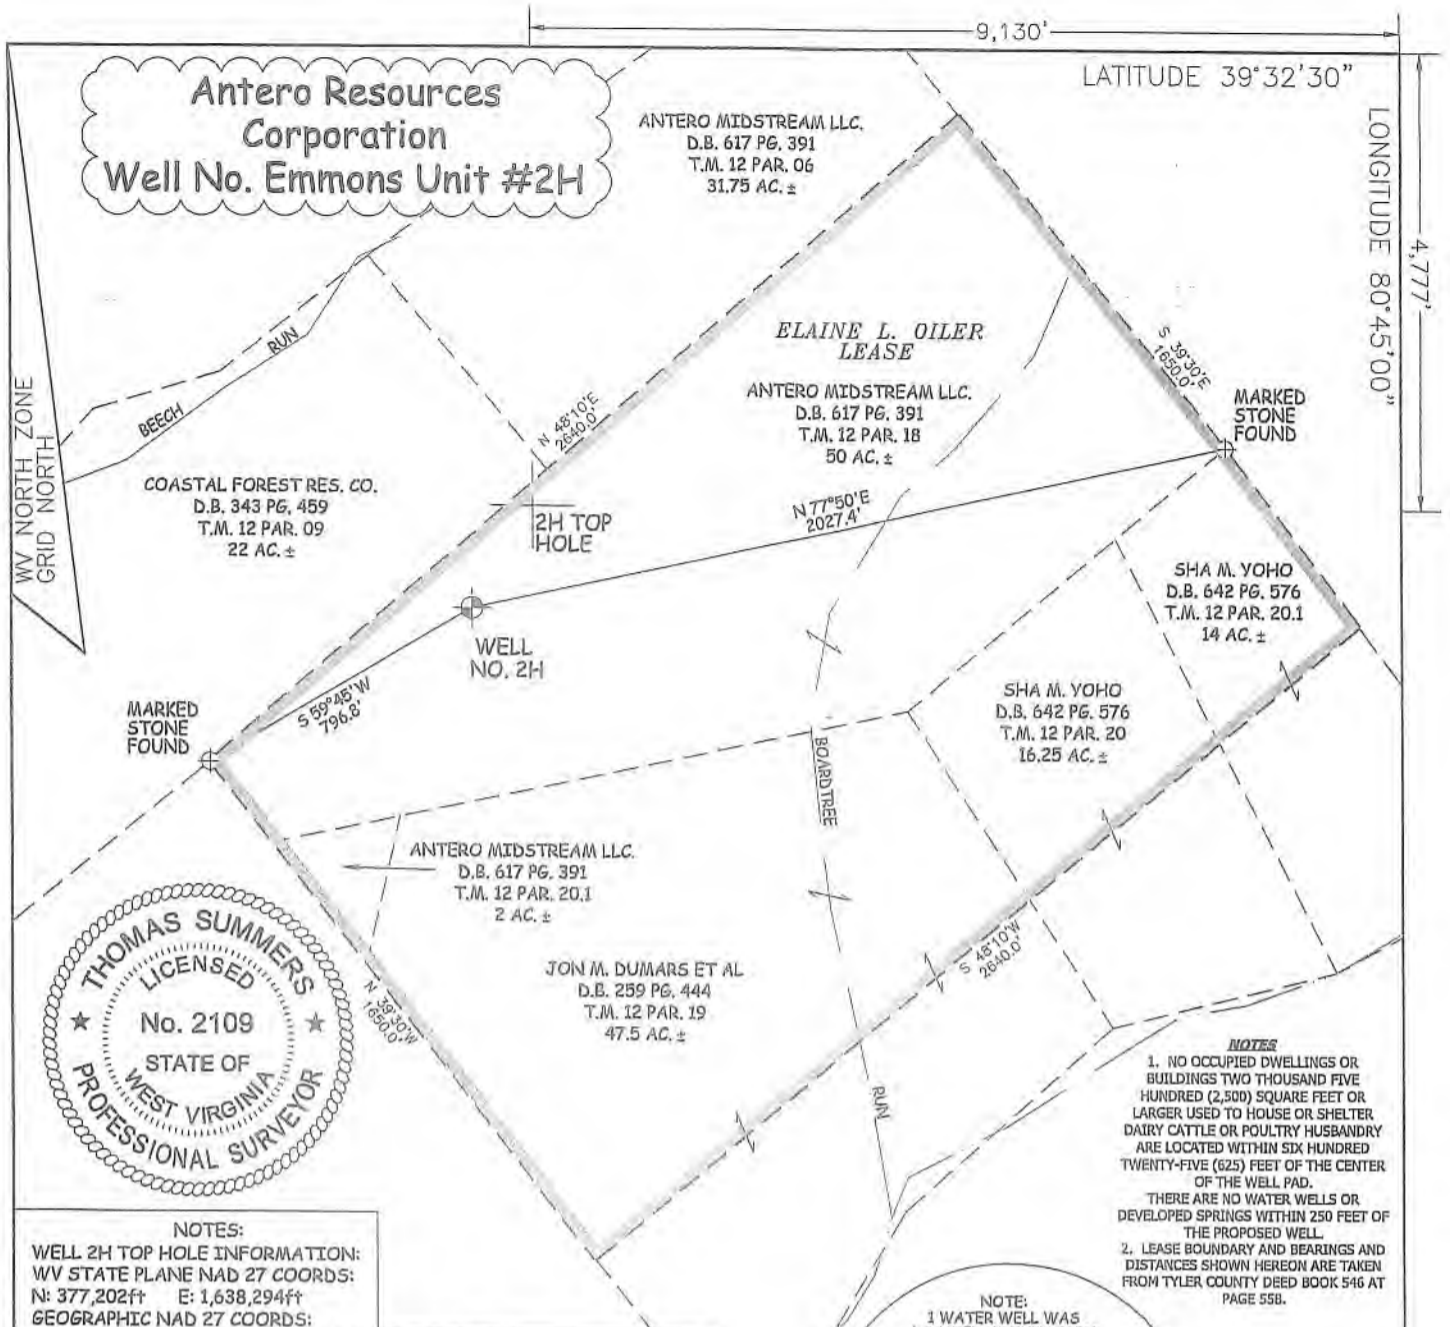 9,130'
LATITUDE 39°32'30"
LONGITUDE 80°45'00"
4,777'
Antero Resources
Corporation
Well No. Emmons Unit #2H
WV NORTH ZONE
GRID NORTH
ANTERO MIDSTREAM LLC.
D.B. 617 PG. 391
T.M. 12 PAR. 06
31.75 AC. ±
BEECH
RUN
COASTAL FOREST RES. CO.
D.B. 343 PG. 459
T.M. 12 PAR. 09
22 AC. ±
N 48°10'E
2640.0'
ELAINE L. OILER
LEASE
ANTERO MIDSTREAM LLC.
D.B. 617 PG. 391
T.M. 12 PAR. 18
50 AC. ±
S 39°30'E
1650.0'
MARKED
STONE
FOUND
2H TOP
HOLE
N 77°50'E
2027.4'
WELL
NO. 2H
S 59°45'W
796.8'
MARKED
STONE
FOUND
SHA M. YOHO
D.B. 642 PG. 576
T.M. 12 PAR. 20.1
14 AC. ±
SHA M. YOHO
D.B. 642 PG. 576
T.M. 12 PAR. 20
16.25 AC. ±
BOARDTREE
RUN
ANTERO MIDSTREAM LLC.
D.B. 617 PG. 391
T.M. 12 PAR. 20.1
2 AC. ±
JON M. DUMARS ET AL
D.B. 259 PG. 444
T.M. 12 PAR. 19
47.5 AC. ±
S 48°10'W
2640.0'
N 39°30'W
1650.0'
THOMAS SUMMERS
LICENSED
No. 2109
STATE OF
WEST VIRGINIA
PROFESSIONAL SURVEYOR
NOTES
1. NO OCCUPIED DWELLINGS OR
BUILDINGS TWO THOUSAND FIVE
HUNDRED (2,500) SQUARE FEET OR
LARGER USED TO HOUSE OR SHELTER
DAIRY CATTLE OR POULTRY HUSBANDRY
ARE LOCATED WITHIN SIX HUNDRED
TWENTY-FIVE (625) FEET OF THE CENTER
OF THE WELL PAD.
THERE ARE NO WATER WELLS OR
DEVELOPED SPRINGS WITHIN 250 FEET OF
THE PROPOSED WELL.
2. LEASE BOUNDARY AND BEARINGS AND
DISTANCES SHOWN HEREON ARE TAKEN
FROM TYLER COUNTY DEED BOOK 546 AT
PAGE 558.
NOTES:
WELL 2H TOP HOLE INFORMATION:
WV STATE PLANE NAD 27 COORDS:
N: 377,202ft E: 1,638,294ft
GEOGRAPHIC NAD 27 COORDS:
NOTE:
1 WATER WELL WAS